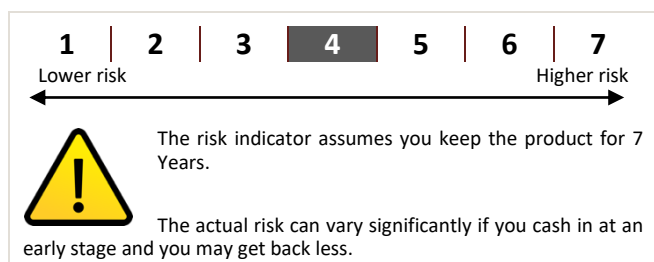 1 2 3 4 5 6 7
Lower risk Higher risk
The risk indicator assumes you keep the product for 7
Years.
The actual risk can vary significantly if you cash in at an
early stage and you may get back less.